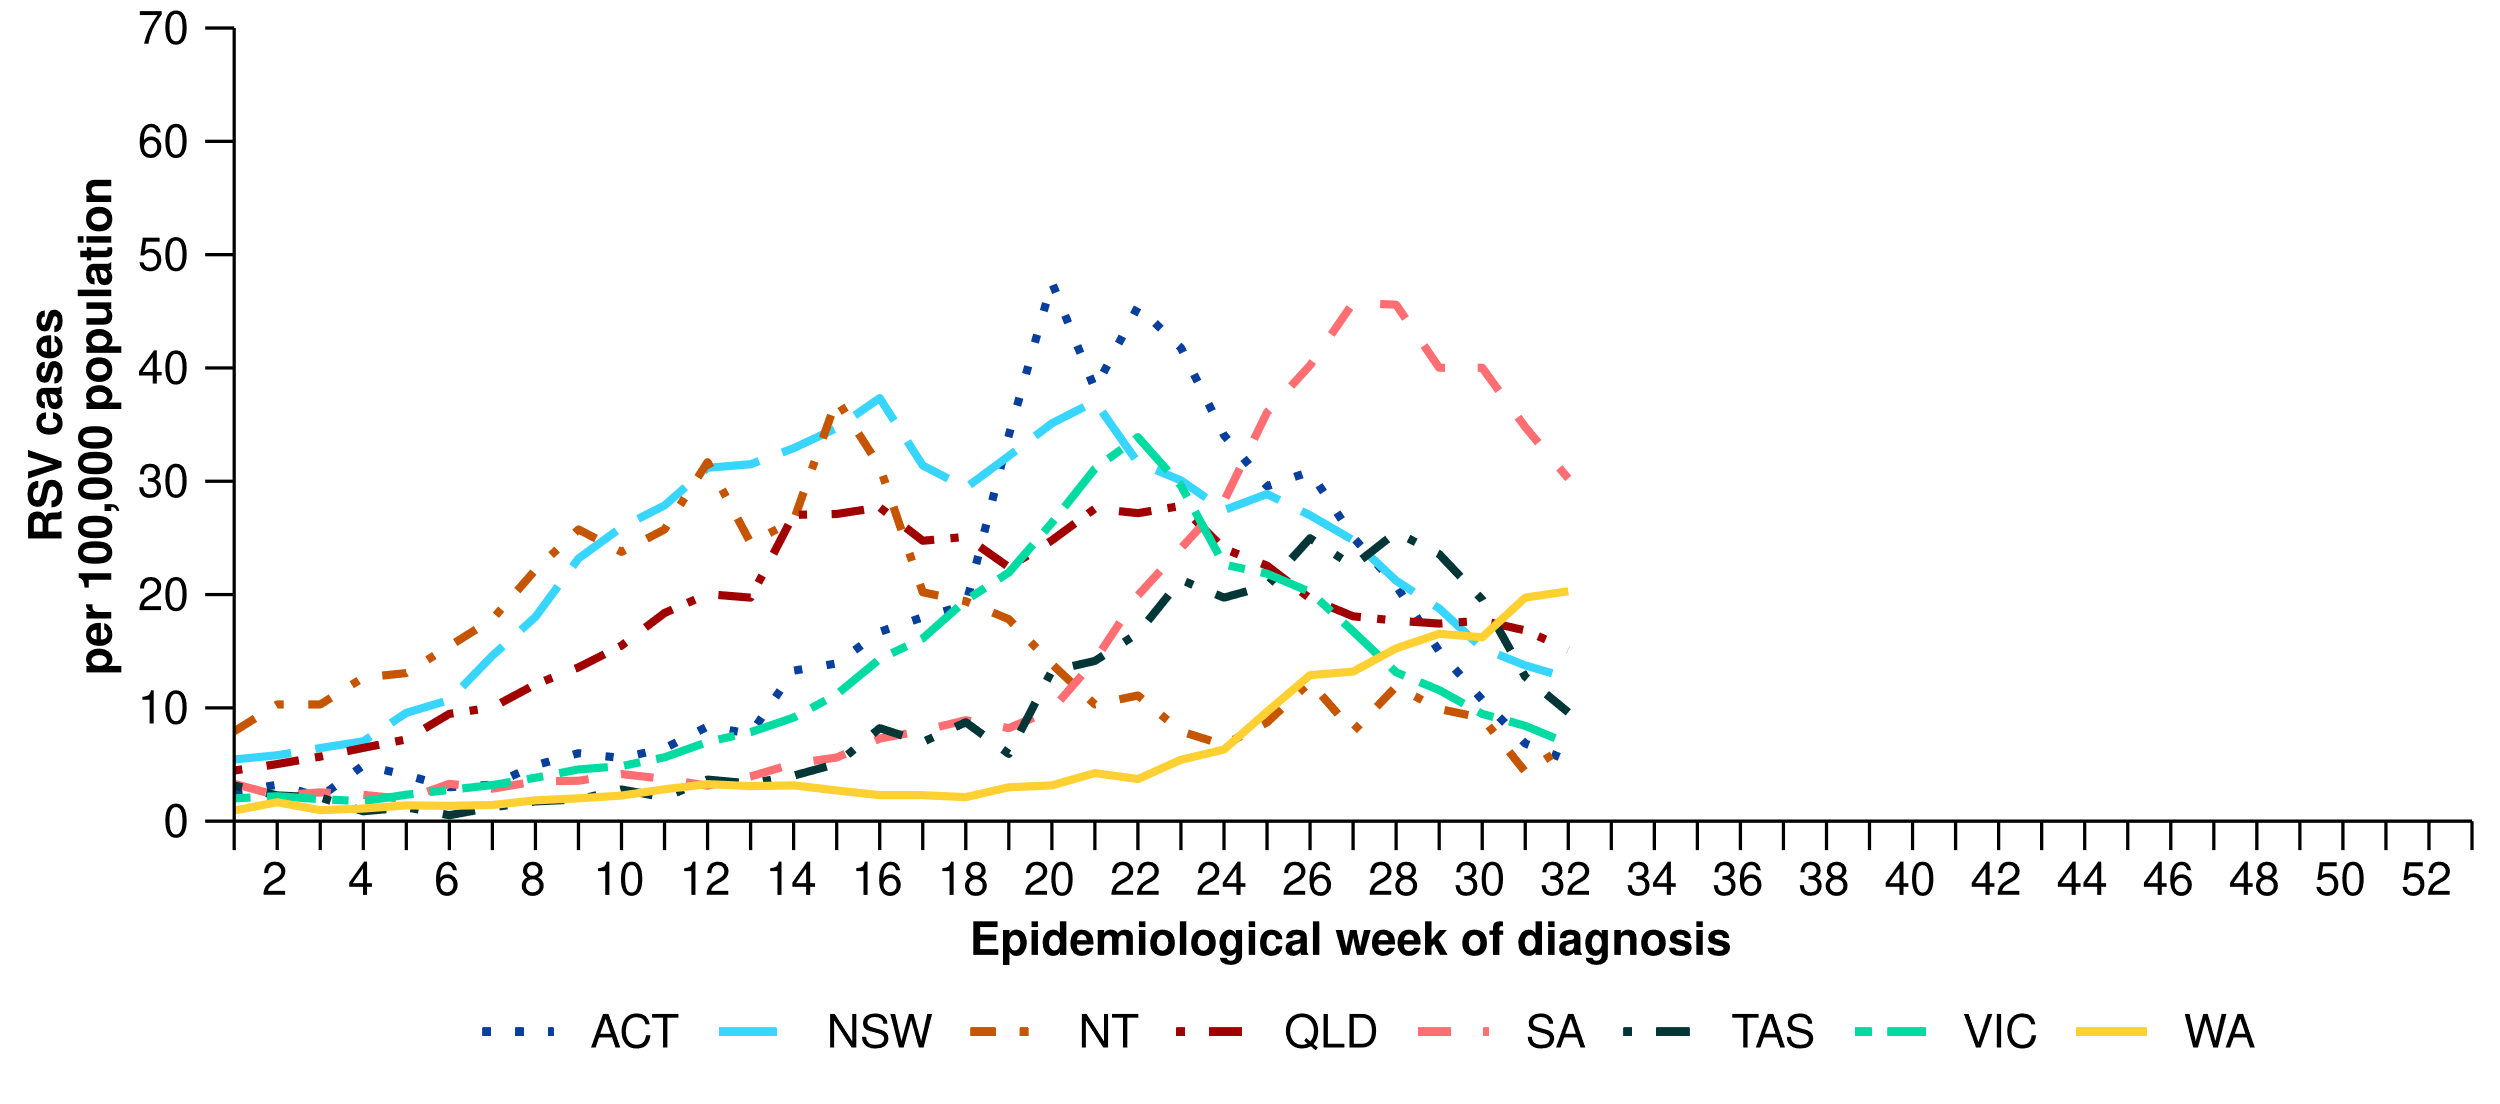 70
60
50
40
30
20
10
0
RSV cases
per 100,000 population
2 4 6 8 10 12 14 16 18 20 22 24 26 28 30 32 34 36 38 40 42 44 46 48 50 52
Epidemiological week of diagnosis
ACT NSW NT QLD SA TAS VIC WA